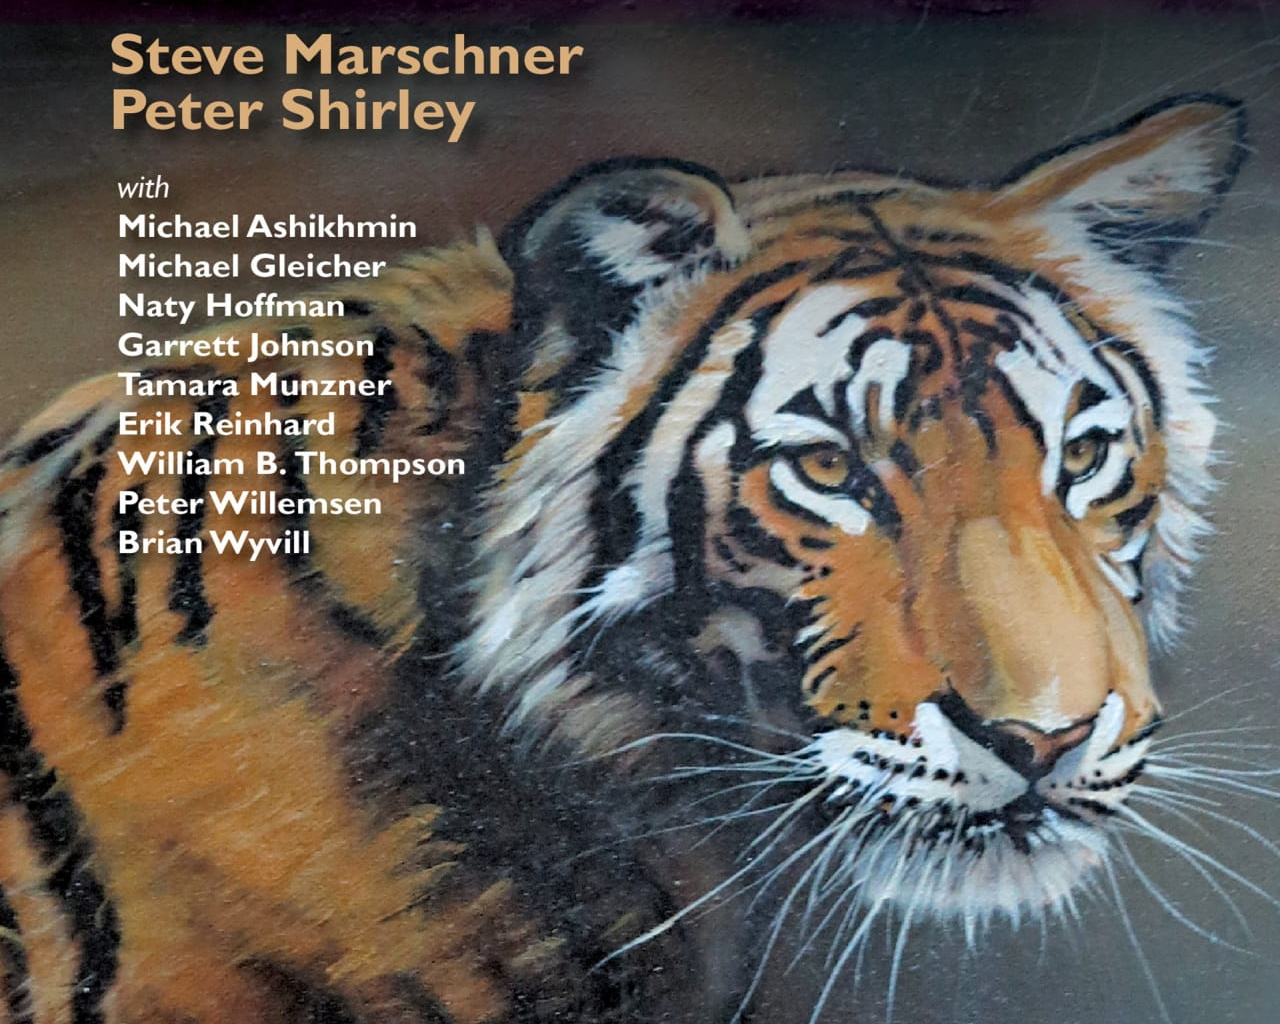 Steve Marschner
Peter Shirley
with
Michael Ashikhmin
Michael Gleicher
Naty Hoffman
Garrett Johnson
Tamara Munzner
Erik Reinhard
William B. Thompson
Peter Willemsen
Brian Wyvill